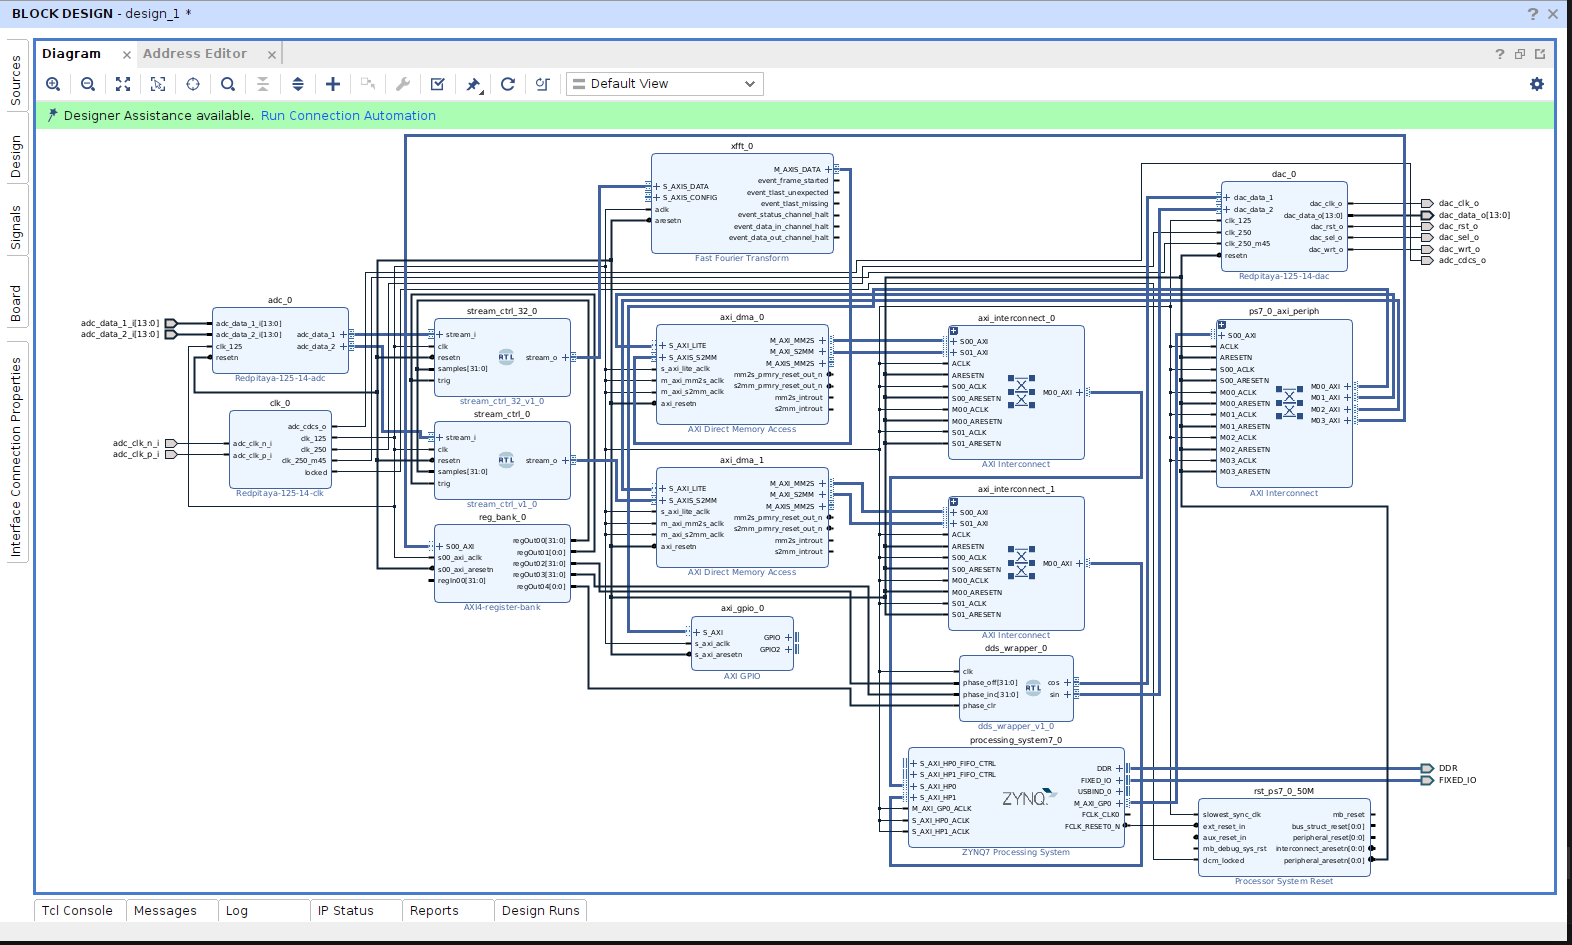 BLOCK DESIGN - design_1 *
? ×
Sources
Design
Signals
Board
Interface Connection Properties
Diagram × Address Editor ×
Default View
Designer Assistance available. Run Connection Automation
xfft_0
S_AXIS_DATA
S_AXIS_CONFIG
aclk
aresetn
M_AXIS_DATA
event_frame_started
event_tlast_unexpected
event_tlast_missing
event_status_channel_halt
event_data_in_channel_halt
event_data_out_channel_halt
Fast Fourier Transform
dac_0
dac_data_1
dac_data_2
clk_125
clk_250
clk_250_m45
resetn
dac_clk_o
dac_data_o[13:0]
dac_rst_o
dac_sel_o
dac_wrt_o
Redpitaya-125-14-dac
dac_clk_o
dac_data_o[13:0]
dac_rst_o
dac_sel_o
dac_wrt_o
adc_cdcs_o
adc_data_1_i[13:0]
adc_data_2_i[13:0]
adc_0
adc_data_1_i[13:0]
adc_data_2_i[13:0]
clk_125
resetn
adc_data_1
adc_data_2
Redpitaya-125-14-adc
adc_clk_n_i
adc_clk_p_i
clk_0
adc_clk_n_i
adc_clk_p_i
adc_cdcs_o
clk_125
clk_250
clk_250_m45
locked
Redpitaya-125-14-clk
stream_ctrl_32_0
stream_i
clk
resetn
samples[31:0]
trig
RTL
stream_o
stream_ctrl_32_v1_0
stream_ctrl_0
stream_i
clk
resetn
samples[31:0]
trig
RTL
stream_o
stream_ctrl_v1_0
reg_bank_0
S00_AXI
s00_axi_aclk
s00_axi_aresetn
regIn00[31:0]
regOut00[31:0]
regOut01[0:0]
regOut02[31:0]
regOut03[31:0]
regOut04[0:0]
AXI4-register-bank
axi_dma_0
S_AXI_LITE
S_AXIS_S2MM
s_axi_lite_aclk
m_axi_mm2s_aclk
m_axi_s2mm_aclk
axi_resetn
M_AXI_MM2S
M_AXI_S2MM
M_AXIS_MM2S
mm2s_prmry_reset_out_n
s2mm_prmry_reset_out_n
mm2s_introut
s2mm_introut
AXI Direct Memory Access
axi_dma_1
S_AXI_LITE
S_AXIS_S2MM
s_axi_lite_aclk
m_axi_mm2s_aclk
m_axi_s2mm_aclk
axi_resetn
M_AXI_MM2S
M_AXI_S2MM
M_AXIS_MM2S
mm2s_prmry_reset_out_n
s2mm_prmry_reset_out_n
mm2s_introut
s2mm_introut
AXI Direct Memory Access
axi_gpio_0
S_AXI
s_axi_aclk
s_axi_aresetn
GPIO
GPIO2
AXI GPIO
axi_interconnect_0
S00_AXI
S01_AXI
ACLK
ARESETN
S00_ACLK
S00_ARESETN
M00_ACLK
M00_ARESETN
S01_ACLK
S01_ARESETN
M00_AXI
AXI Interconnect
axi_interconnect_1
S00_AXI
S01_AXI
ACLK
ARESETN
S00_ACLK
S00_ARESETN
M00_ACLK
M00_ARESETN
S01_ACLK
S01_ARESETN
M00_AXI
AXI Interconnect
ps7_0_axi_periph
S00_AXI
ACLK
ARESETN
S00_ACLK
S00_ARESETN
M00_ACLK
M00_ARESETN
M01_ACLK
M01_ARESETN
M02_ACLK
M02_ARESETN
M03_ACLK
M03_ARESETN
M00_AXI
M01_AXI
M02_AXI
M03_AXI
AXI Interconnect
dds_wrapper_0
clk
phase_off[31:0]
phase_inc[31:0]
phase_clr
RTL
cos
sin
dds_wrapper_v1_0
processing_system7_0
S_AXI_HP0_FIFO_CTRL
S_AXI_HP1_FIFO_CTRL
S_AXI_HP0
S_AXI_HP1
M_AXI_GP0_ACLK
S_AXI_HP0_ACLK
S_AXI_HP1_ACLK
ZYNQ
DDR
FIXED_IO
USBIND_0
M_AXI_GP0
FCLK_CLK0
FCLK_RESET0_N
ZYNQ7 Processing System
DDR
FIXED_IO
rst_ps7_0_50M
slowest_sync_clk
ext_reset_in
aux_reset_in
mb_debug_sys_rst
dcm_locked
mb_reset
bus_struct_reset[0:0]
peripheral_reset[0:0]
interconnect_aresetn[0:0]
peripheral_aresetn[0:0]
Processor System Reset
Tcl Console
Messages
Log
IP Status
Reports
Design Runs